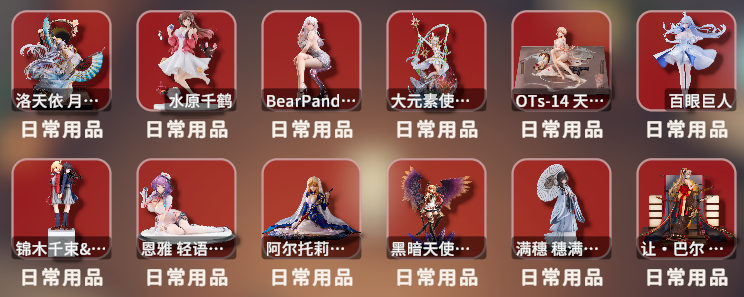 洛天依 月…
水原千鹤
BearPand…
大元素使…
OTs-14 天…
百眼巨人
日常用品
日常用品
日常用品
日常用品
日常用品
日常用品
锦木千束&…
恩雅 轻语…
阿尔托莉…
黑暗天使…
满穗 穗满…
让·巴尔 …
日常用品
日常用品
日常用品
日常用品
日常用品
日常用品